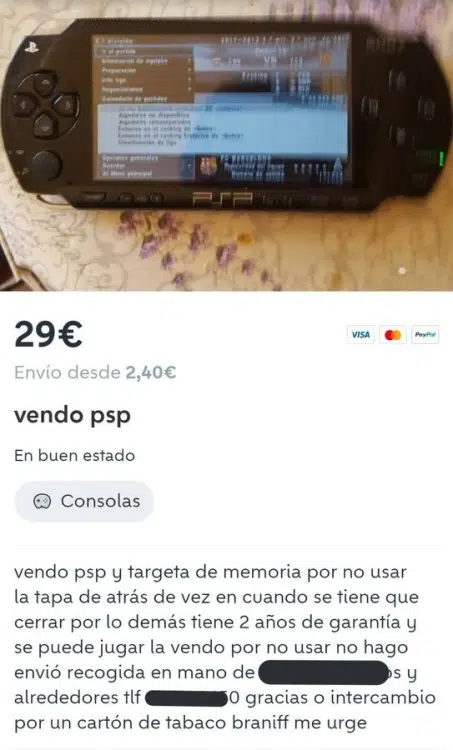 PSP
29€
VISA
PayPal
Envío desde 2,40€
vendo psp
En buen estado
Consolas
vendo psp y targeta de memoria por no usar
la tapa de atrás de vez en cuando se tiene que
cerrar por lo demás tiene 2 años de garantía y
se puede jugar la vendo por no usar no hago
envió recogida en mano de s y
alrededores tlf 0 gracias o intercambio
por un cartón de tabaco braniff me urge